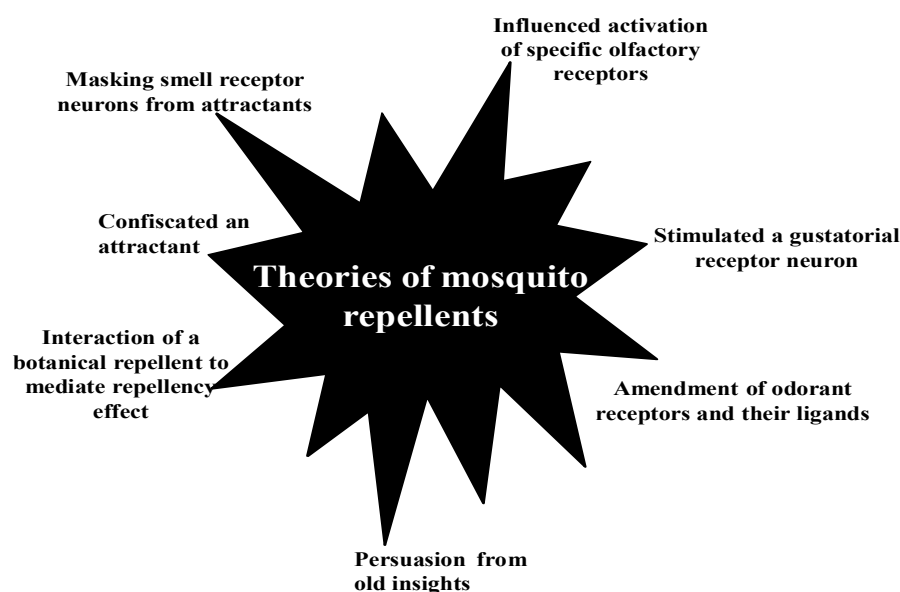 Influenced activation
of specific olfactory
receptors
Masking smell receptor
neurons from attractants
Confiscated an
attractant
Stimulated a gustatorial
receptor neuron
Theories of mosquito
repellents
Interaction of a
botanical repellent to
mediate repellency
effect
Amendment of odorant
receptors and their ligands
Persuasion from
old insights